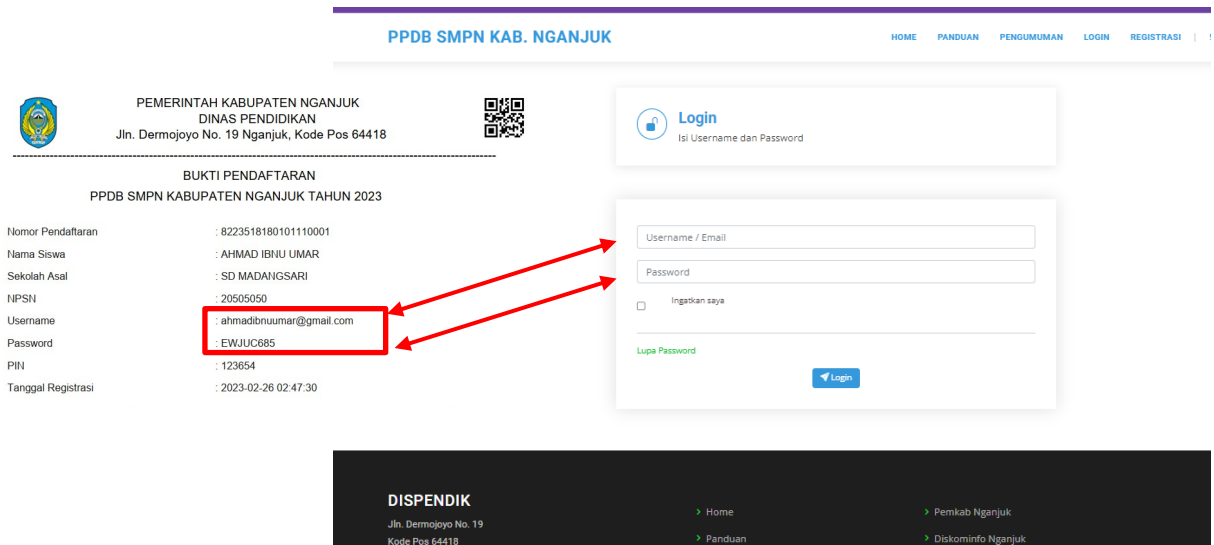 PPDB SMPN KAB. NGANJUK
HOME PANDUAN PENGUMUMAN LOGIN REGISTRASI |
PEMERINTAH KABUPATEN NGANJUK
DINAS PENDIDIKAN
Jln. Dermojoyo No. 19 Nganjuk, Kode Pos 64418
BUKTI PENDAFTARAN
PPDB SMPN KABUPATEN NGANJUK TAHUN 2023
Nomor Pendaftaran : 8223518180101110001
Nama Siswa : AHMAD IBNU UMAR
Sekolah Asal : SD MADANGSARI
NPSN : 20505050
Username : ahmadibnuumar@gmail.com
Password : EWJUC685
PIN : 123654
Tanggal Registrasi : 2023-02-26 02:47:30
Login
Isi Username dan Password
Username / Email
Password
Ingatkan saya
Lupa Password
Login
DISPENDIK
Jln. Dermojoyo No. 19
Kode Pos 64418
> Home
> Panduan
> Pemkab Nganjuk
> Diskominfo Nganjuk